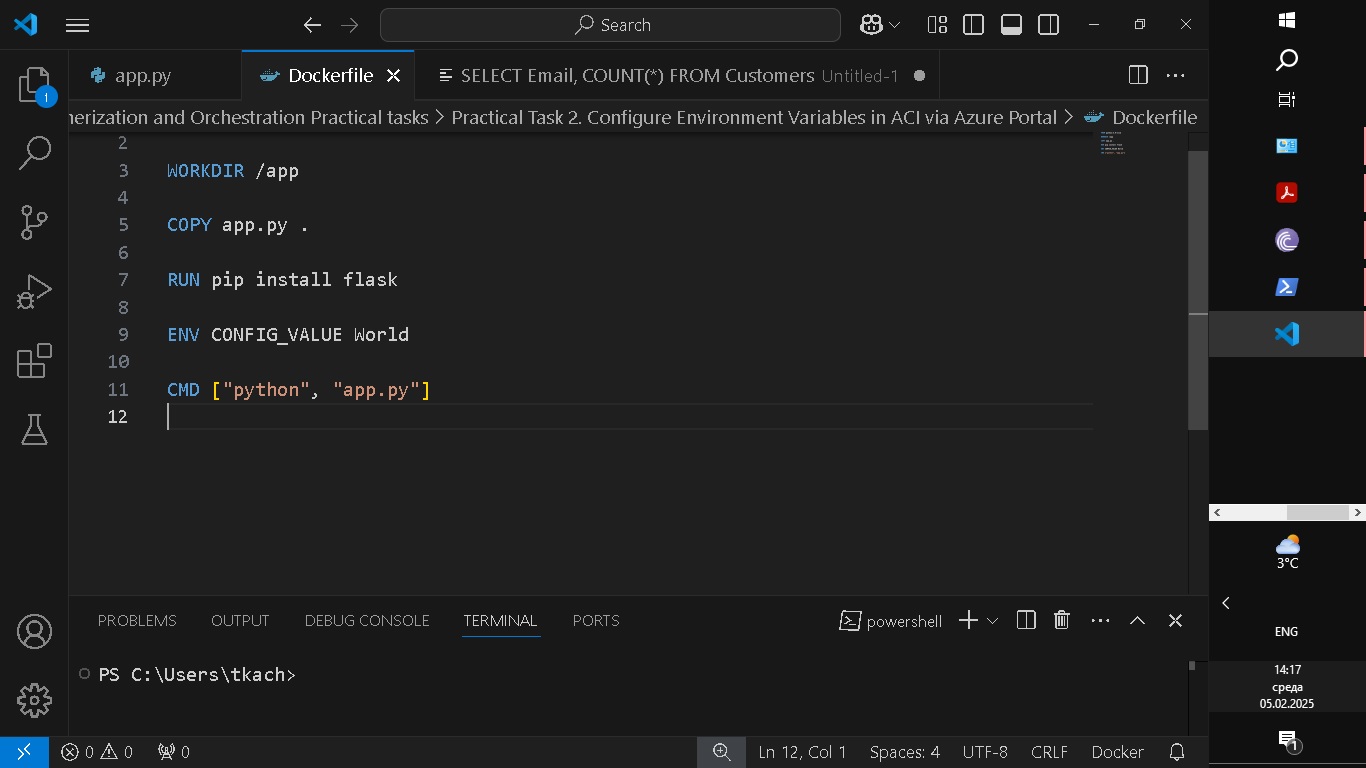 Search
1
app.py
Dockerfile
SELECT Email, COUNT(*) FROM Customers Untitled-1
nerization and Orchestration Practical tasks > Practical Task 2. Configure Environment Variables in ACI via Azure Portal > Dockerfile
2
3 WORKDIR /app
4
5 COPY app.py .
6
7 RUN pip install flask
8
9 ENV CONFIG_VALUE World
10
11 CMD ["python", "app.py"]
12
PROBLEMS OUTPUT DEBUG CONSOLE TERMINAL PORTS powershell
PS C:\Users\tkach>
0 0 0 Ln 12, Col 1 Spaces: 4 UTF-8 CRLF Docker
3°C
ENG
14:17
среда
05.02.2025
1